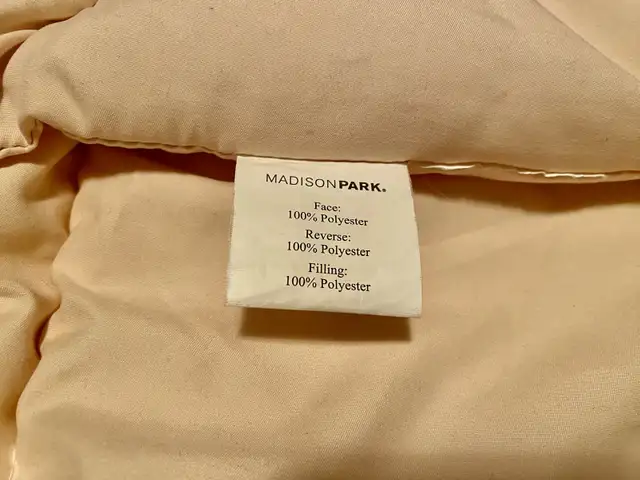 MADISONPARK.
Face:
100% Polyester
Reverse:
100% Polyester
Filling:
100% Polyester